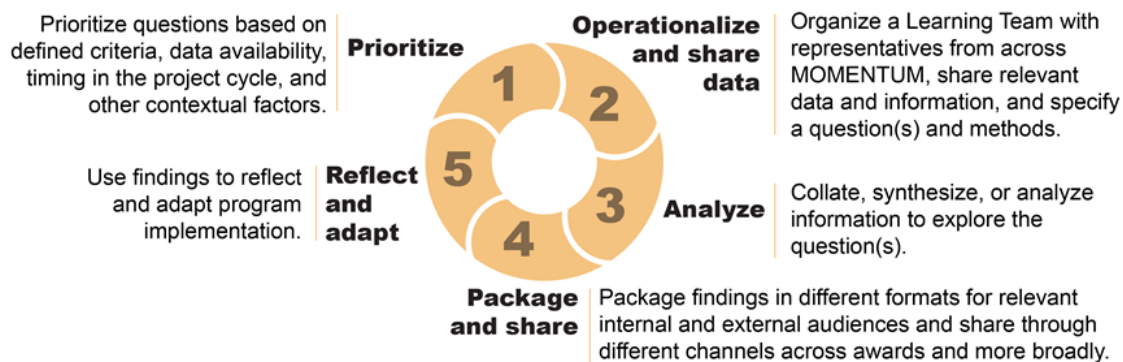 Prioritize questions based on
defined criteria, data availability,
timing in the project cycle, and
other contextual factors.
Prioritize
1
Operationalize
and share
data
Organize a Learning Team with
representatives from across
MOMENTUM, share relevant
data and information, and specify
a question(s) and methods.
2
Analyze
Collate, synthesize, or analyze
information to explore the
question(s).
3
Package
and share
Package findings in different formats for relevant
internal and external audiences and share through
different channels across awards and more broadly.
4
Use findings to reflect
and adapt program
implementation.
Reflect
and
adapt
5